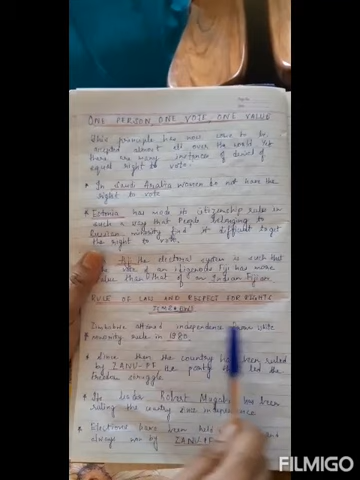 ONE PERSON, ONE VOTE, ONE VALUE
This principle has now come to be
accepted almost all over the world. Yet
there are many instances of denial of
equal right to vote.
* In Saudi Arabia women do not have the
right to vote
* Estonia has made its citizenship rules in
such a way that people belonging to
Russian minority find it difficult to get
the right to vote.
the electoral system is such
the vote of an indigenous Fiji has more
value than that of an Indian Fijian
RULE OF LAW AND RESPECT FOR RIGHTS
ZIMBABWE
Zimbabwe attained independence from white
minority rule in 1980.
* Since then the country has been ruled
by ZANU-PF the party that led the
freedom struggle
* Its leader Robert Mugabe has been
ruling the country since independence
* Elections have been held
always won by ZANU-PF
FILMIGO